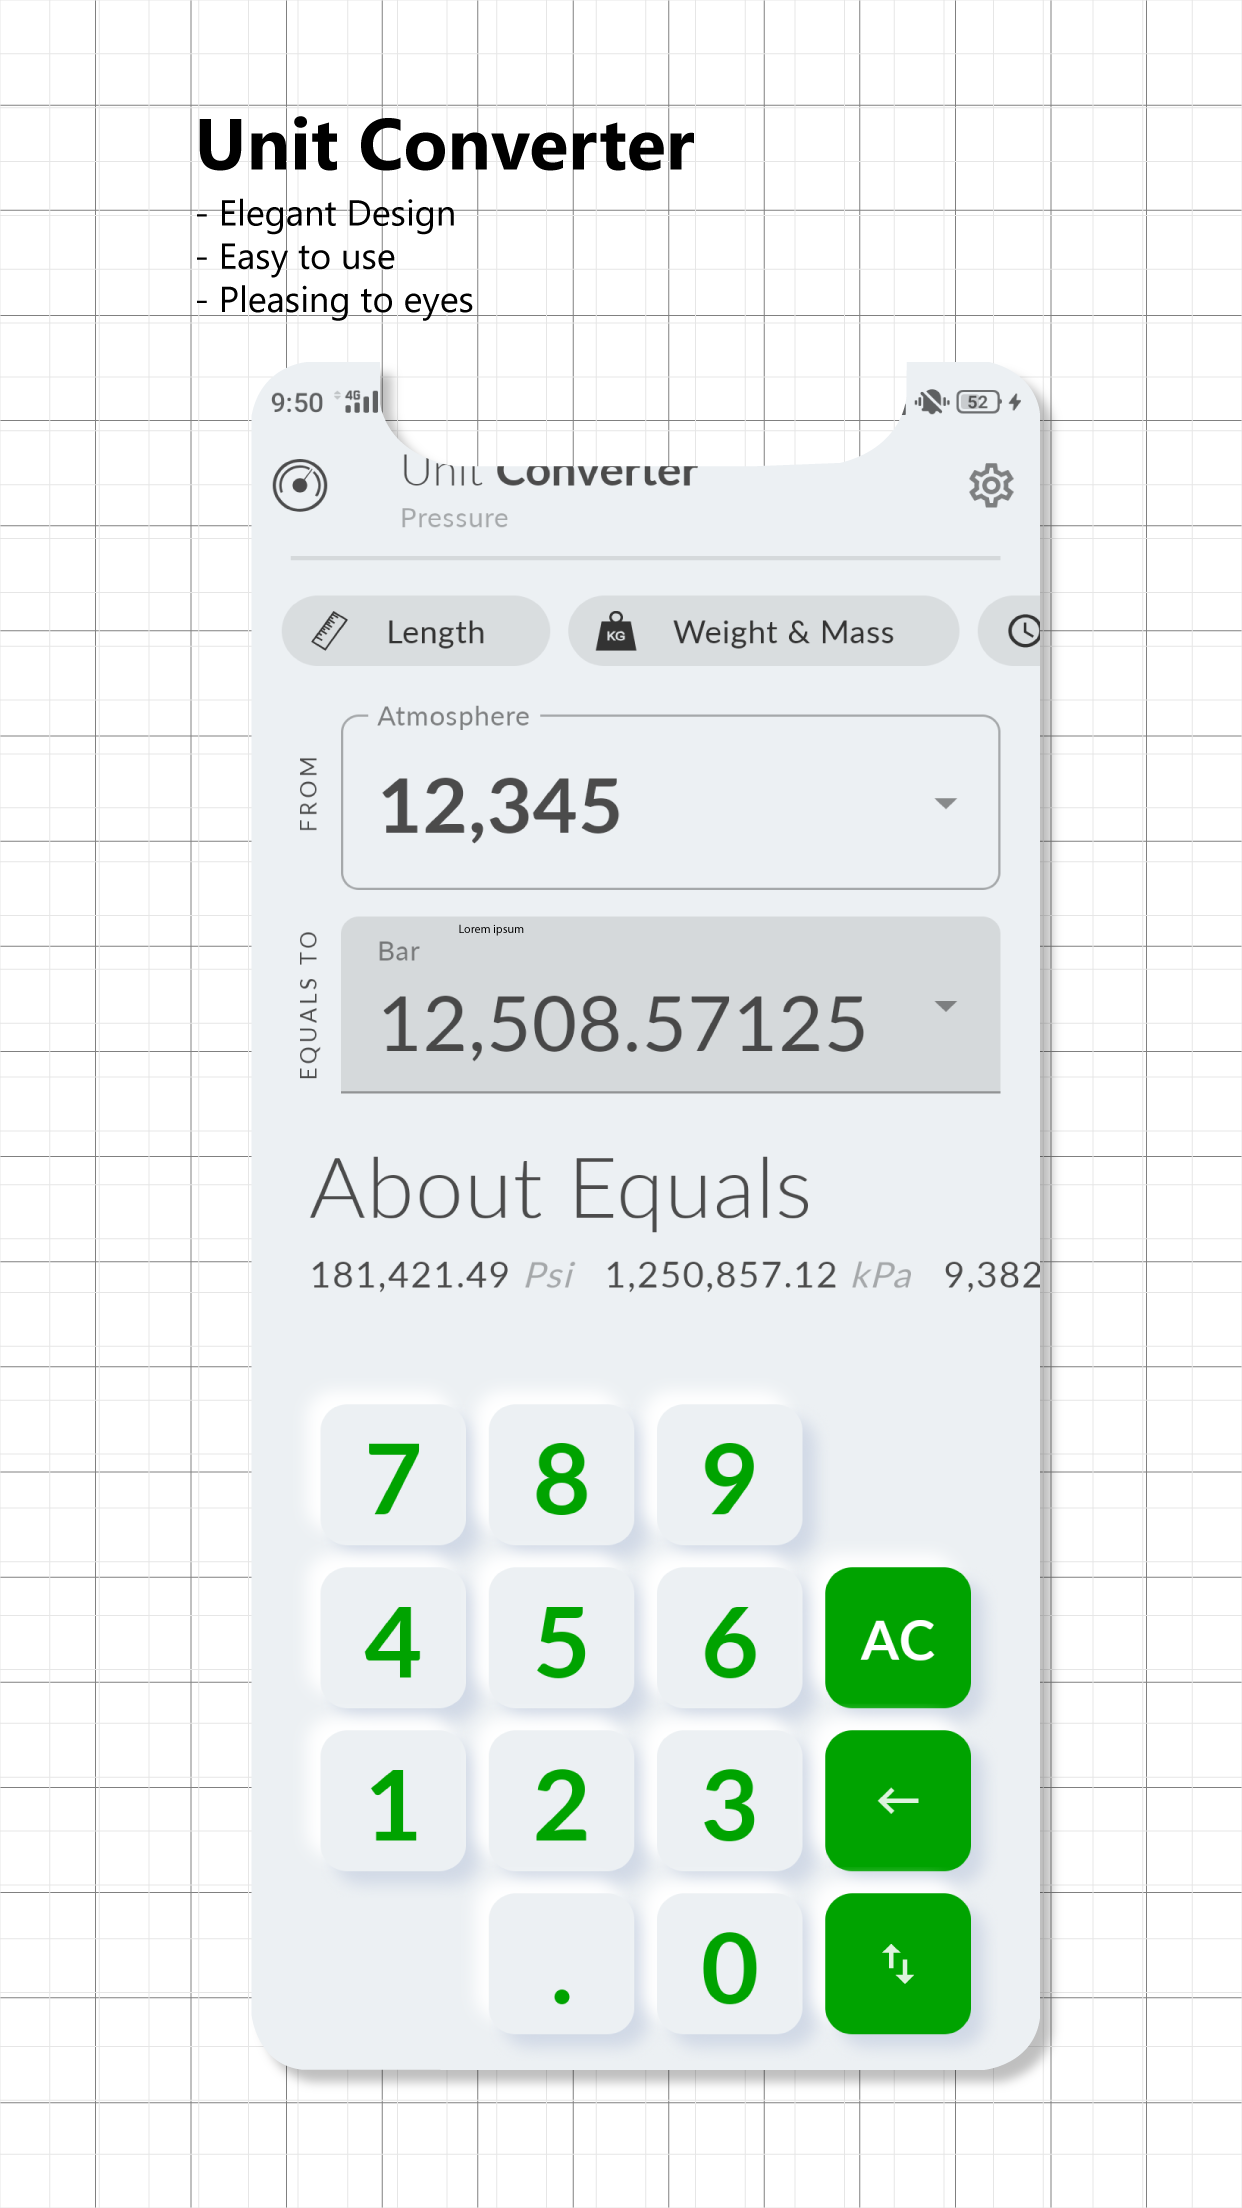 Unit Converter
- Elegant Design
- Easy to use
- Pleasing to eyes
9:50 4G 52
Unit Converter
Pressure
KG Length Weight & Mass
FROM
Atmosphere
12,345
EQUALS TO
Lorem ipsum
Bar
12,508.57125
About Equals
181,421.49 Psi 1,250,857.12 kPa 9,382
7 8 9
4 5 6 AC
1 2 3
. 0